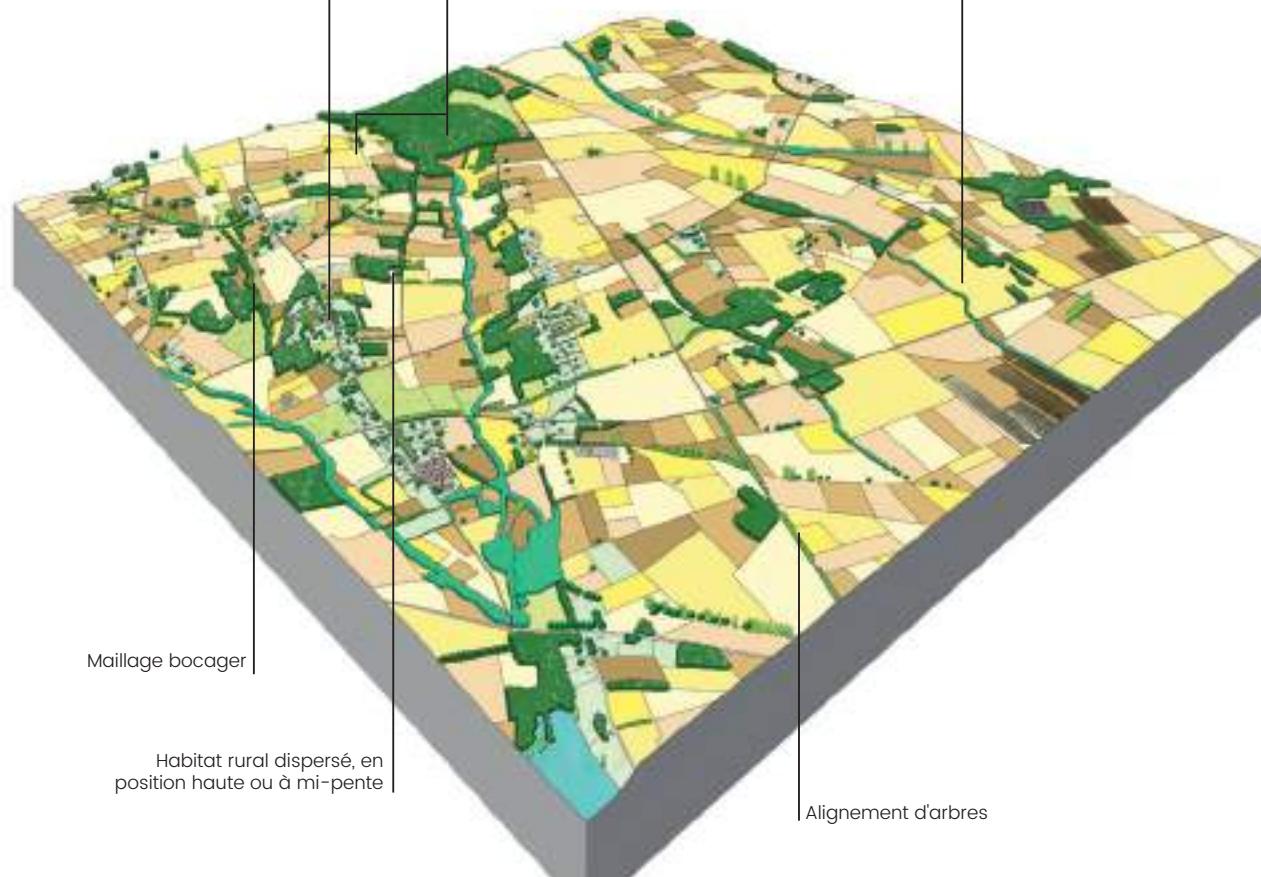 Maillage bocager
Habitat rural dispersé, en
position haute ou à mi-pente
Alignement d'arbres